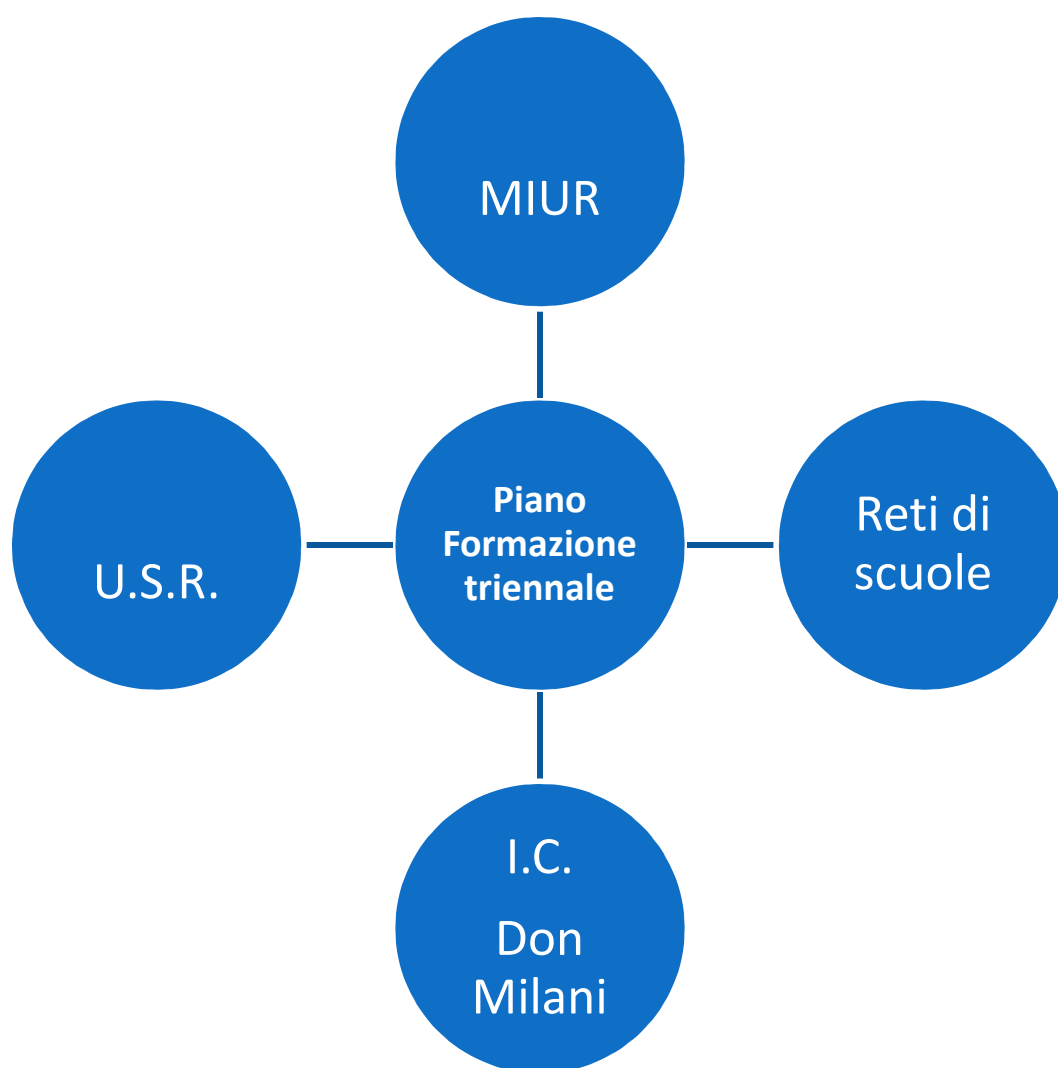 MIUR
U.S.R.
Piano
Formazione
triennale
Reti di
scuole
I.C.
Don
Milani